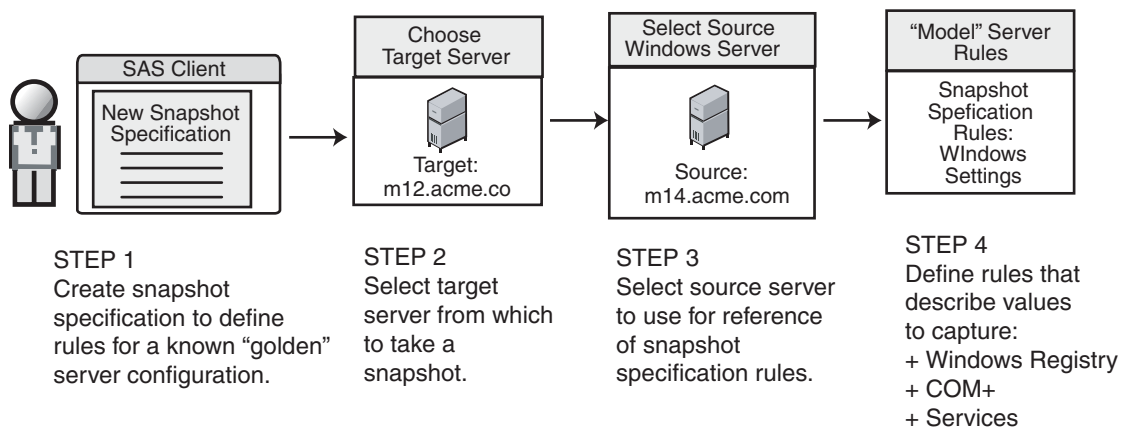 SAS Client
New Snapshot
Specification
Choose
Target Server
Target:
m12.acme.co
Select Source
Windows Server
Source:
m14.acme.com
“Model” Server
Rules
Snapshot
Spefication
Rules:
WIndows
Settings
STEP 1
Create snapshot
specification to define
rules for a known “golden”
server configuration.
STEP 2
Select target
server from which
to take a
snapshot.
STEP 3
Select source server
to use for reference
of snapshot
specification rules.
STEP 4
Define rules that
describe values
to capture:
+ Windows Registry
+ COM+
+ Services